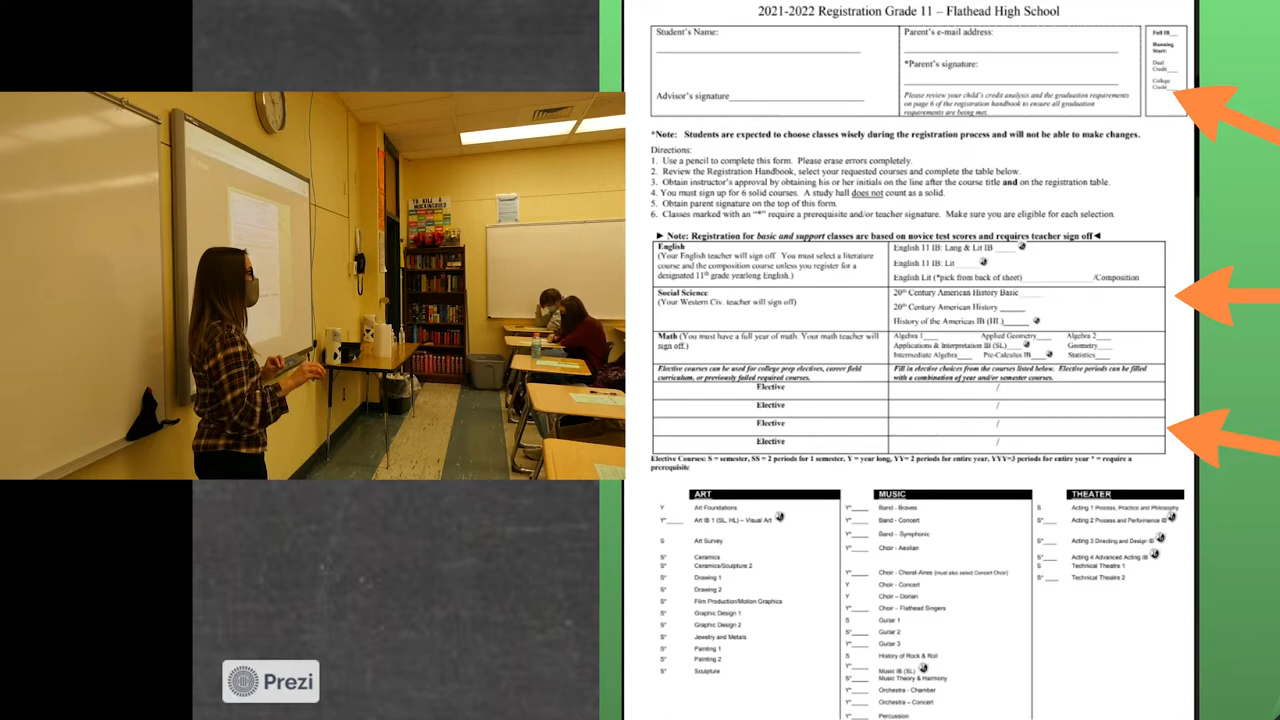 2021-2022 Registration Grade 11 – Flathead High School
Student's Name:
Advisor's signature
Parent's e-mail address:
*Parent's signature:
Please review your child's credit analysis and the graduation requirements
on page 6 of the registration handbook to ensure all graduation
requirements are being met.
Full IB
Running
Start:
Dual
Credit
College
Credit
*Note: Students are expected to choose classes wisely during the registration process and will not be able to make changes.
Directions:
1. Use a pencil to complete this form. Please erase errors completely.
2. Review the Registration Handbook, select your requested courses and complete the table below.
3. Obtain instructor's approval by obtaining his or her initials on the line after the course title and on the registration table.
4. You must sign up for 6 solid courses. A study hall does not count as a solid.
5. Obtain parent signature on the top of this form.
6. Classes marked with an "*" require a prerequisite and/or teacher signature. Make sure you are eligible for each selection.
►Note: Registration for basic and support classes are based on novice test scores and requires teacher sign off◄
English
(Your English teacher will sign off. You must select a literature
course and the composition course unless you register for a
designated 11th grade yearlong English.)
English 11 IB: Lang & Lit IB
English 11 IB: Lit
English Lit (*pick from back of sheet) /Composition
Social Science
(Your Western Civ. teacher will sign off)
20th Century American History Basic
20th Century American History
History of the Americas IB (HL)
Math (You must have a full year of math. Your math teacher will
sign off.)
Algebra 1 Applied Geometry Algebra 2
Applications & Interpretation IB (SL) Geometry
Intermediate Algebra Pre-Calculus IB Statistics
Elective courses can be used for college prep electives, career field
curriculum, or previously failed required courses.
Fill in elective choices from the courses listed below. Elective periods can be filled
with a combination of year and/or semester courses.
Elective /
Elective /
Elective /
Elective /
Elective Courses: S = semester, SS = 2 periods for 1 semester, Y = year long, YY= 2 periods for entire year, YYY=3 periods for entire year * = require a
prerequisite
ART
Y Art Foundations
Y* Art IB 1 (SL, HL) – Visual Art
S Art Survey
S* Ceramics
S* Ceramics/Sculpture 2
S* Drawing 1
S* Drawing 2
S* Film Production/Motion Graphics
S* Graphic Design 1
S* Graphic Design 2
S* Jewelry and Metals
S* Painting 1
S* Painting 2
S* Sculpture
MUSIC
Y* Band - Braves
Y* Band - Concert
Y* Band – Symphonic
Y* Choir - Aeolian
Y* Choir - Choral-Aires (must also select Concert Choir)
Y Choir - Concert
Y Choir – Dorian
Y* Choir – Flathead Singers
S Guitar 1
S* Guitar 2
Y* Guitar 3
S History of Rock & Roll
Y* Music IB (SL)
S* Music Theory & Harmony
Y* Orchestra - Chamber
Y* Orchestra – Concert
Y* Percussion
THEATER
S Acting 1 Process, Practice and Philosophy
S* Acting 2 Process and Performance IB
S* Acting 3 Directing and Design IB
S* Acting 4 Advanced Acting IB
S Technical Theatre 1
S* Technical Theatre 2
TO KILL A
MOCKINGBIRD
Prezi